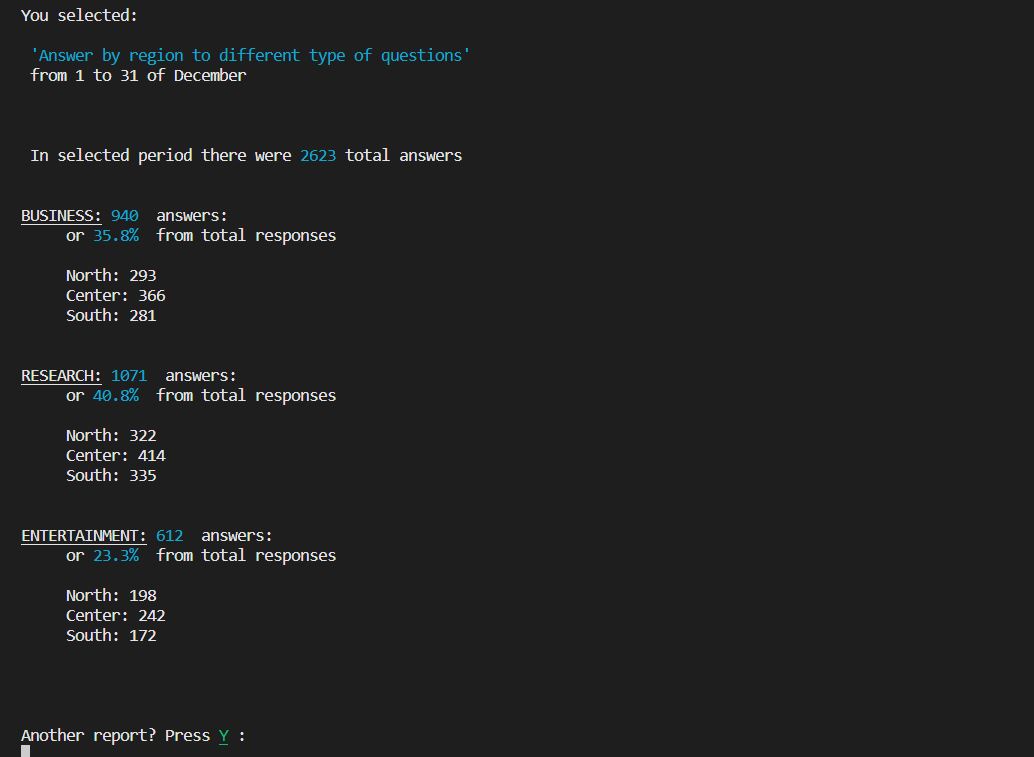 You selected:
'Answer by region to different type of questions'
from 1 to 31 of December
In selected period there were 2623 total answers
BUSINESS: 940 answers:
or 35.8% from total responses
North: 293
Center: 366
South: 281
RESEARCH: 1071 answers:
or 40.8% from total responses
North: 322
Center: 414
South: 335
ENTERTAINMENT: 612 answers:
or 23.3% from total responses
North: 198
Center: 242
South: 172
Another report? Press Y :